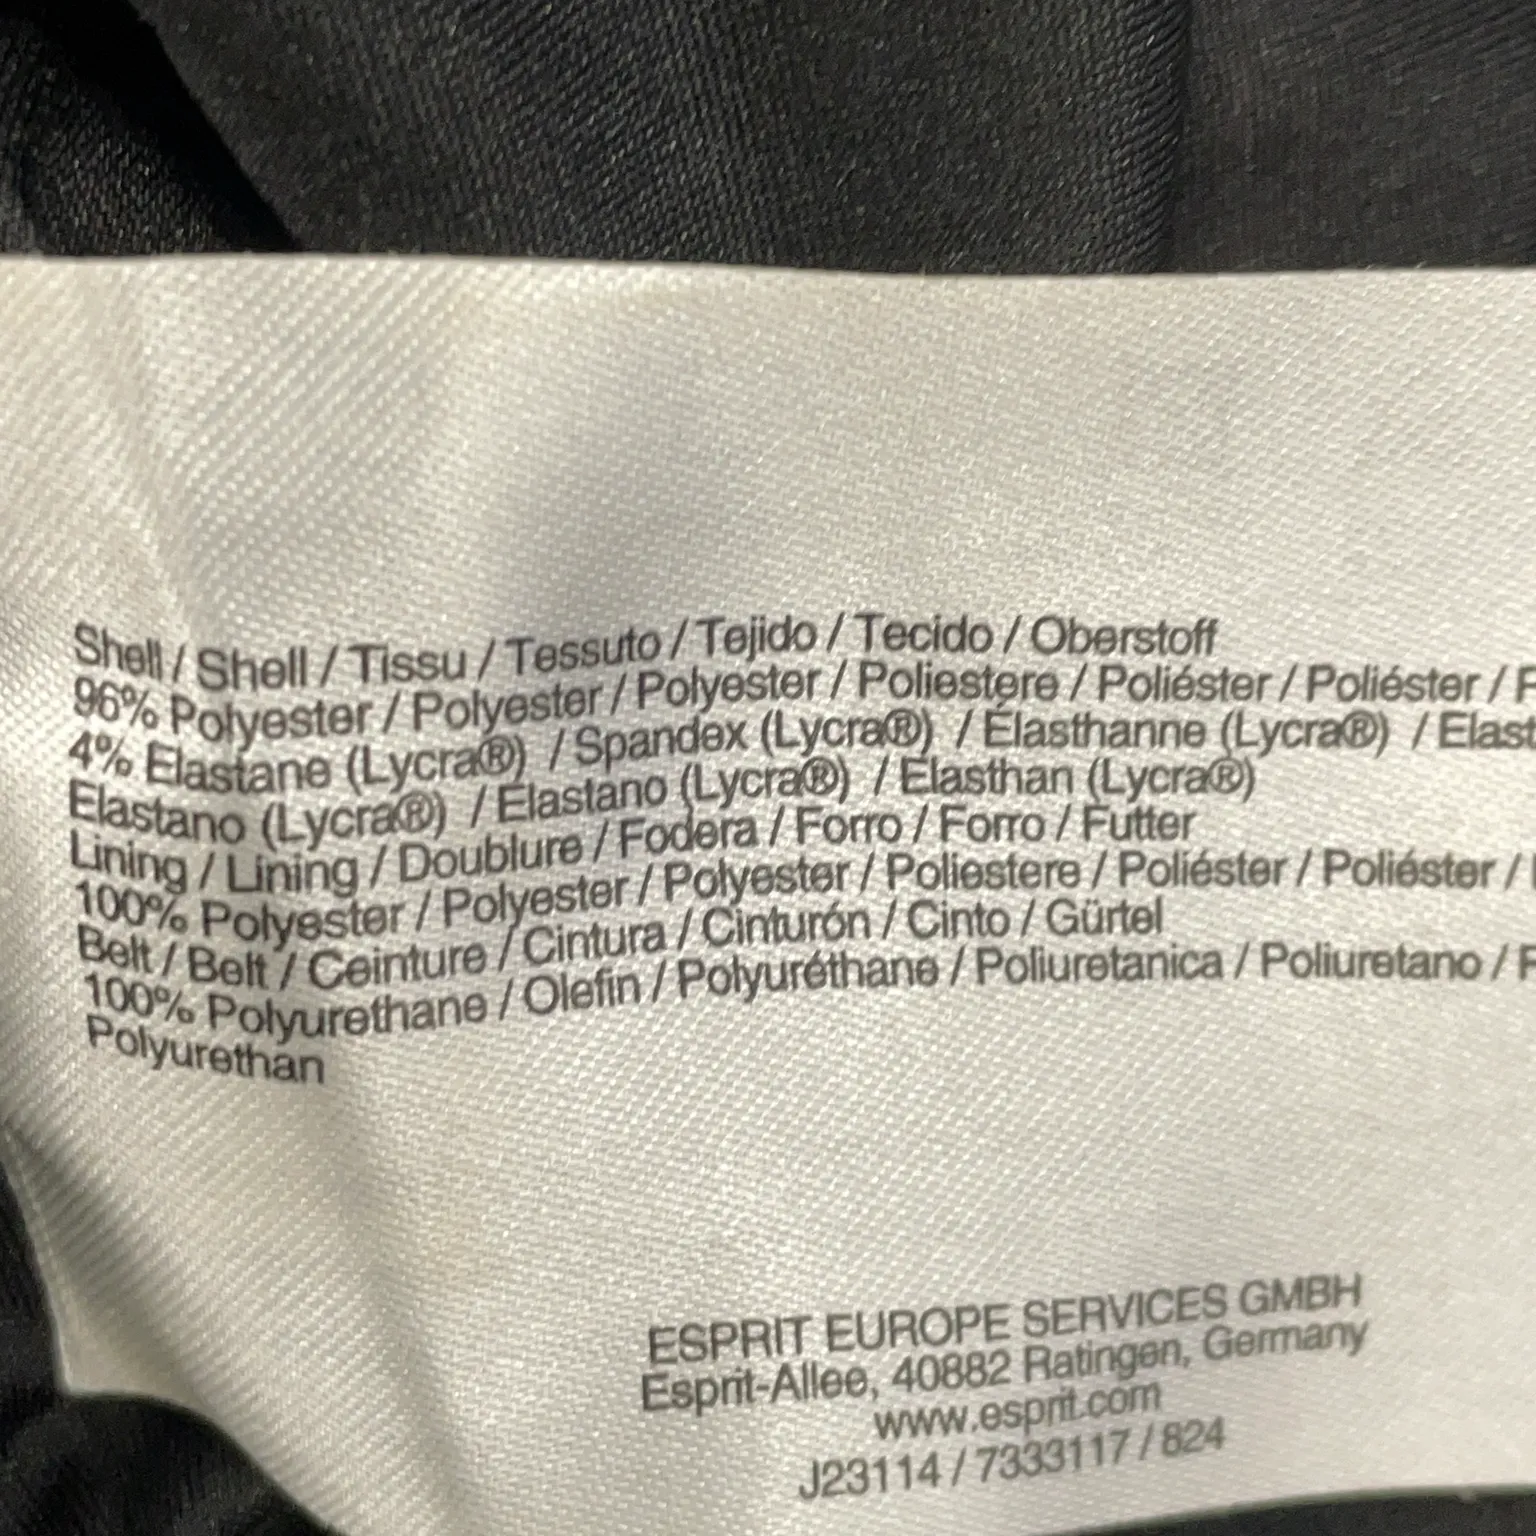 Shell / Shell / Tissu / Tessuto / Tejido / Tecido / Oberstoff
96% Polyester / Polyester / Polyester / Poliestere / Poliéster / Poliéster /
4% Elastane (Lycra®) / Spandex (Lycra®) / Élasthanne (Lycra®) /
Elastano (Lycra®) / Elastano (Lycra®) / Elasthan (Lycra®)
Lining / Lining / Doublure / Fodera / Forro / Forro / Futter
100% Polyester / Polyester / Polyester / Poliestere / Poliéster / Poliéster /
Belt / Belt / Ceinture / Cintura / Cinturón / Cinto / Gürtel
100% Polyurethane / Olefin / Polyuréthane / Poliuretanica / Poliuretano /
Polyurethan
ESPRIT EUROPE SERVICES GMBH
Esprit-Allee, 40882 Ratingen, Germany
www.esprit.com
J23114 / 7333117 / 824